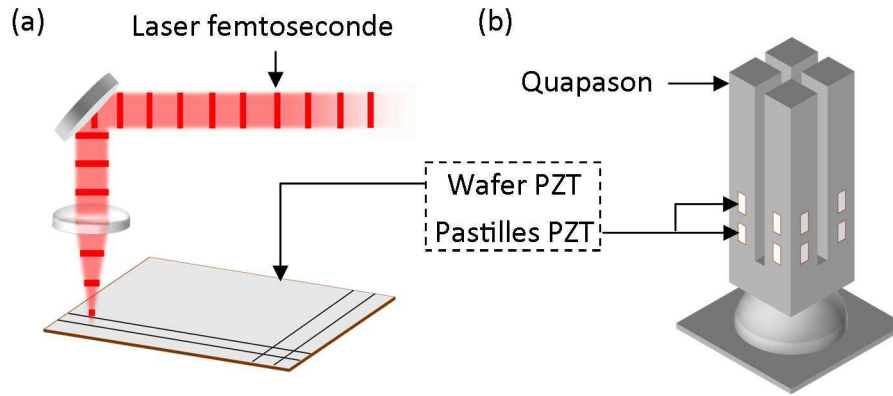 (a)
Laser femtoseconde
(b)
Quapason
Wafer PZT
Pastilles PZT